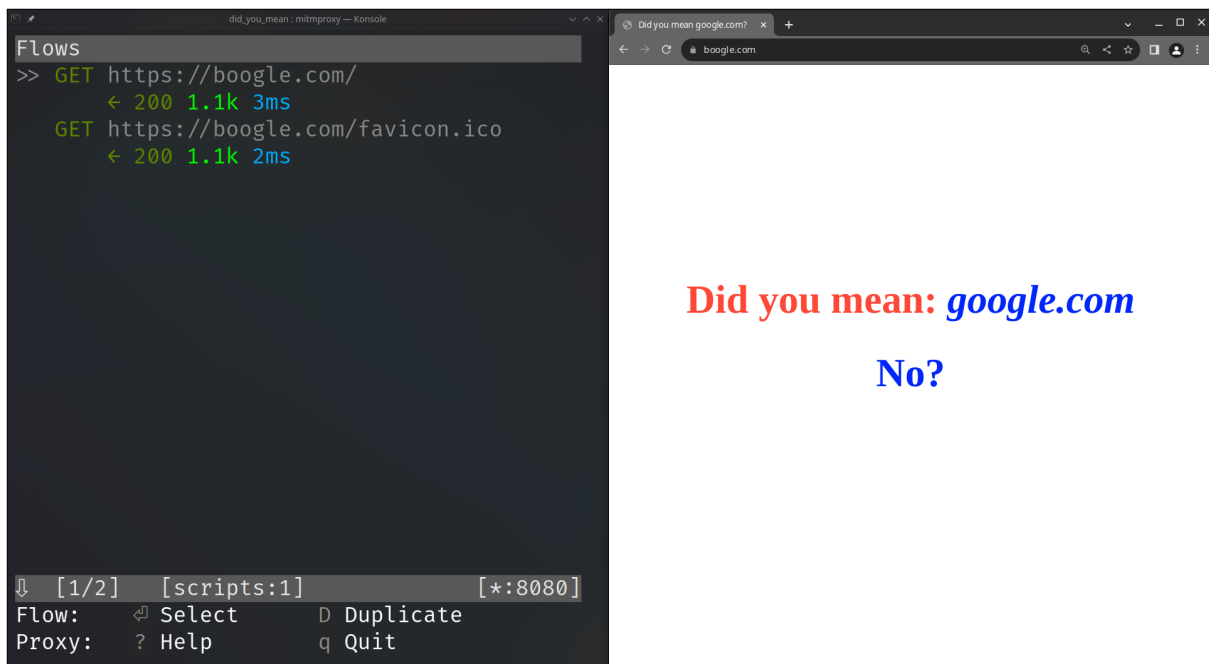 did_you_mean : mitmproxy — Konsole
Flows
>> GET https://boogle.com/
← 200 1.1k 3ms
GET https://boogle.com/favicon.ico
← 200 1.1k 2ms
⇩ [1/2] [scripts:1] [*:8080]
Flow: ⏎ Select D Duplicate
Proxy: ? Help q Quit
Did you mean google.com?
boogle.com
Did you mean: google.com
No?